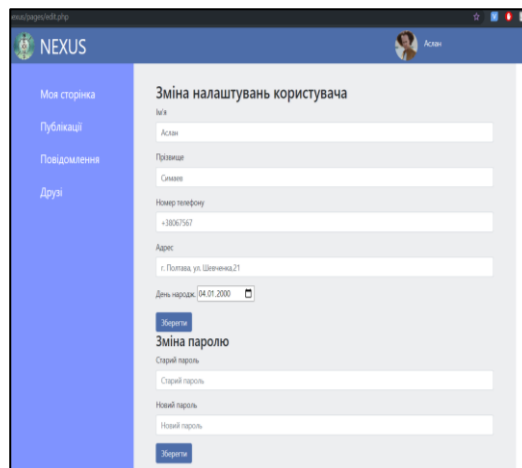 exus/pages/edit.php
NEXUS
Аслан
Моя сторінка
Публікації
Повідомлення
Друзі
Зміна налаштувань користувача
Ім'я
Аслан
Прізвище
Симаев
Номер телефону
+38067567
Адрес
г. Полтава, ул. Шевченка,21
День народж. 04.01.2000
Зберегти
Зміна паролю
Старий пароль
Старий пароль
Новий пароль
Новий пароль
Зберегти